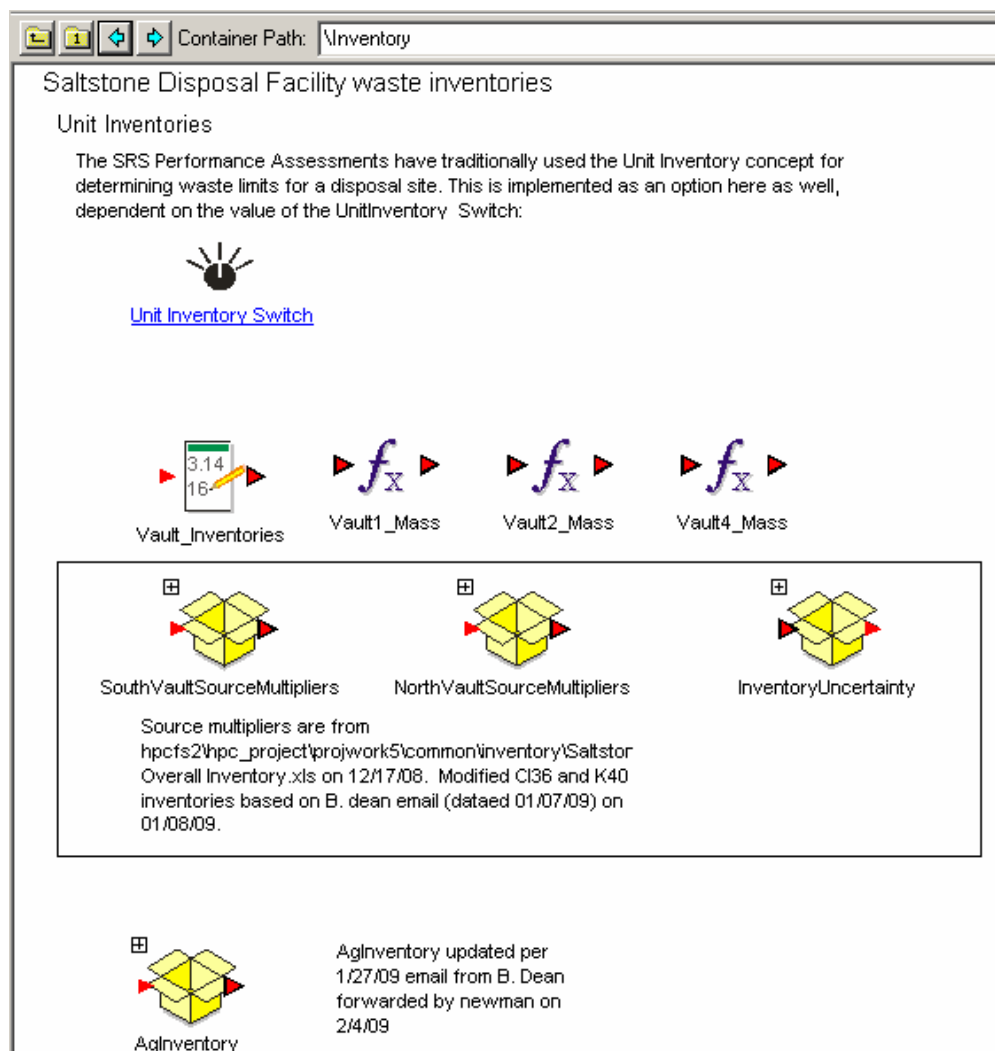 Container Path: \Inventory
Saltstone Disposal Facility waste inventories
Unit Inventories
The SRS Performance Assessments have traditionally used the Unit Inventory concept for
determining waste limits for a disposal site. This is implemented as an option here as well,
dependent on the value of the UnitInventory Switch:
Unit Inventory Switch
3.14
16
Vault_Inventories
fx
Vault1_Mass
fx
Vault2_Mass
fx
Vault4_Mass
SouthVaultSourceMultipliers
NorthVaultSourceMultipliers
InventoryUncertainty
Source multipliers are from
hpcfs2\hpc_project\projwork5\common\inventory\Saltstor
Overall Inventory.xls on 12/17/08. Modified Cl36 and K40
inventories based on B. dean email (dataed 01/07/09) on
01/08/09.
AgInventory
AgInventory updated per
1/27/09 email from B. Dean
forwarded by newman on
2/4/09